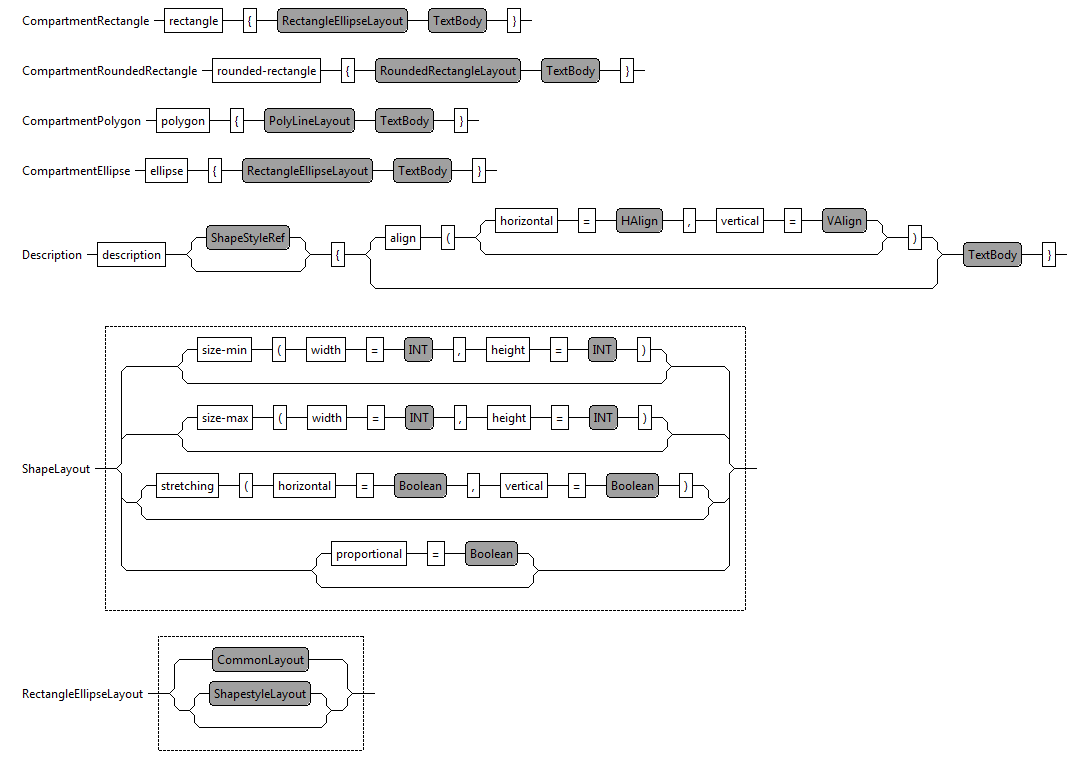 CompartmentRectangle rectangle { RectangleEllipseLayout TextBody }
CompartmentRoundedRectangle rounded-rectangle { RoundedRectangleLayout TextBody }
CompartmentPolygon polygon { PolyLineLayout TextBody }
CompartmentEllipse ellipse { RectangleEllipseLayout TextBody }
horizontal = HAlign , vertical = VAlign
ShapeStyleRef align ( )
Description description { TextBody }
size-min ( width = INT , height = INT )
size-max ( width = INT , height = INT )
ShapeLayout
stretching ( horizontal = Boolean , vertical = Boolean )
proportional = Boolean
CommonLayout
RectangleEllipseLayout ShapestyleLayout